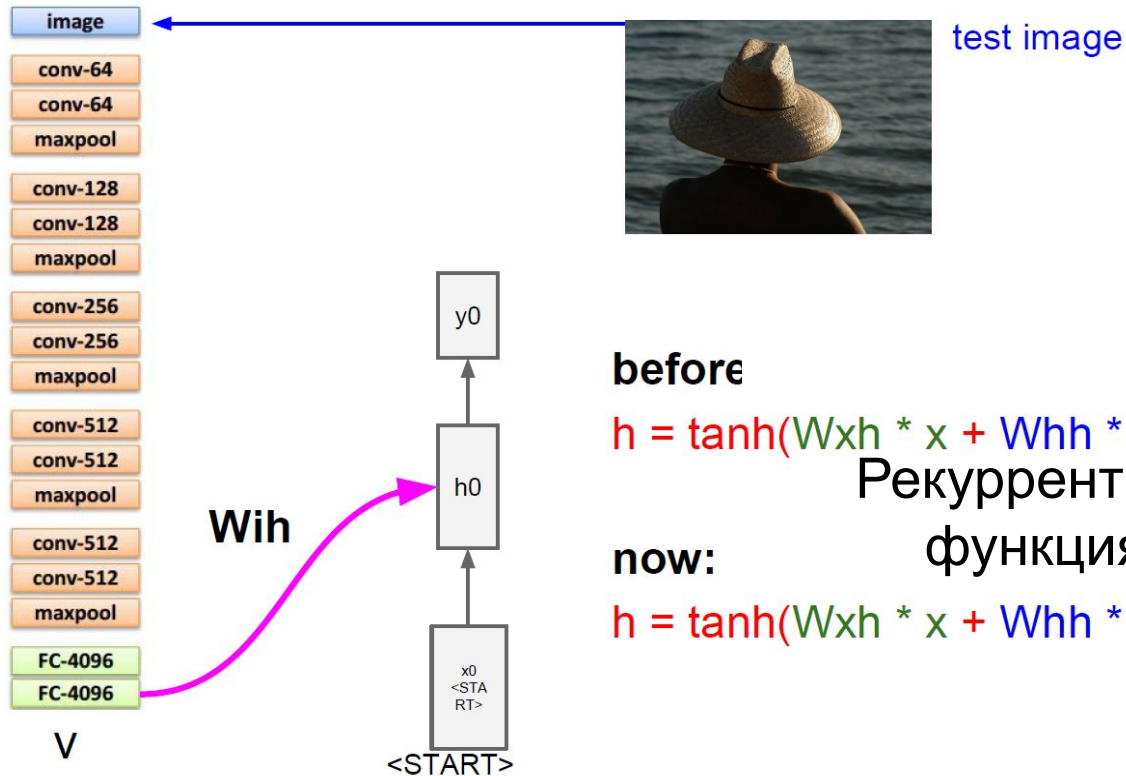 image
test image
conv-64
conv-64
maxpool
conv-128
conv-128
maxpool
conv-256
conv-256
maxpool
conv-512
conv-512
maxpool
conv-512
conv-512
maxpool
FC-4096
FC-4096
V
Wih
y0
h0
x0
<STA
RT>
<START>
before
h = tanh(Wxh * x + Whh *
Рекуррент
функция
now:
h = tanh(Wxh * x + Whh *